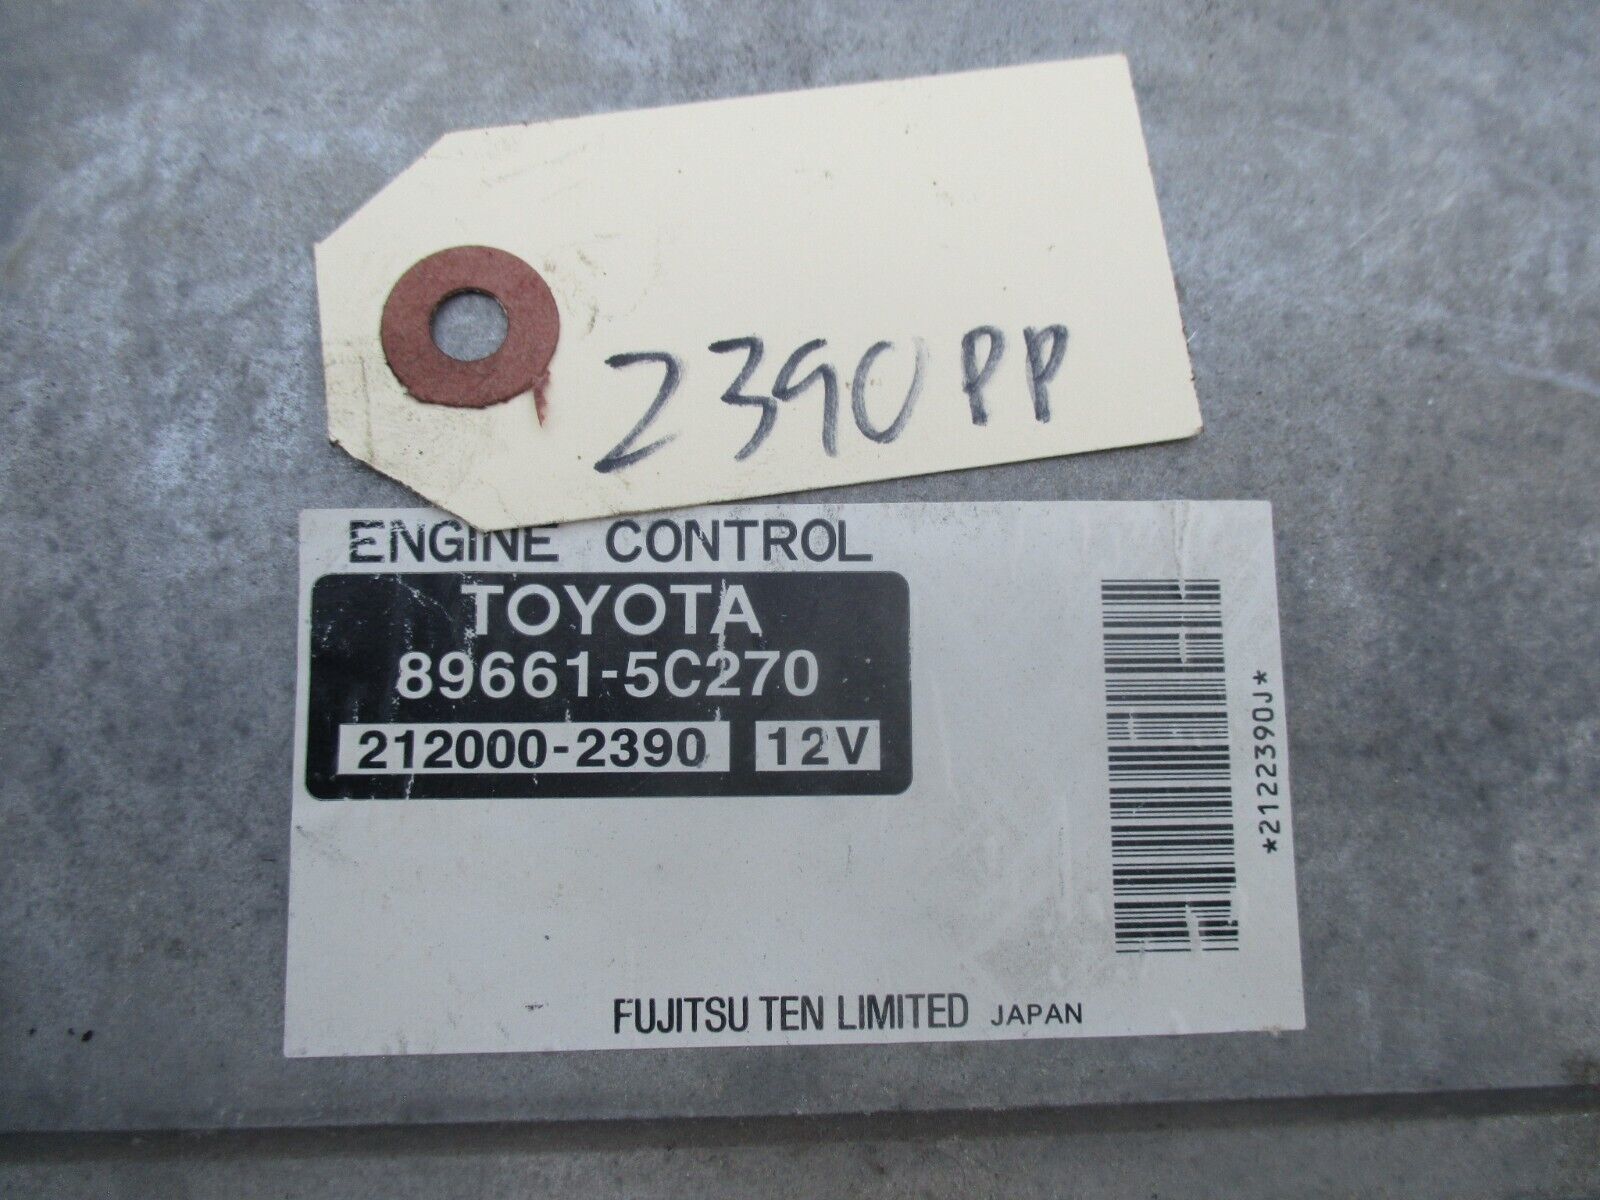 2390PP
ENGINE CONTROL
TOYOTA
89661-5C270
212000-2390 12V
*2122390J*
FUJITSU TEN LIMITED JAPAN